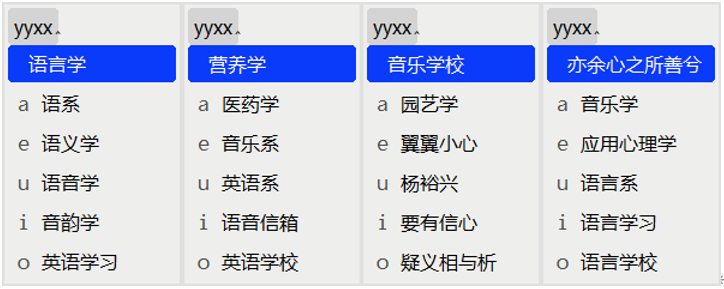 yyxx‸
语言学
a 语系
e 语义学
u 语音学
i 音韵学
o 英语学习
yyxx‸
营养学
a 医药学
e 音乐系
u 英语系
i 语音信箱
o 英语学校
yyxx‸
音乐学校
a 园艺学
e 翼翼小心
u 杨裕兴
i 要有信心
o 疑义相与析
yyxx‸
亦余心之所善兮
a 音乐学
e 应用心理学
u 语言系
i 语言学习
o 语言学校